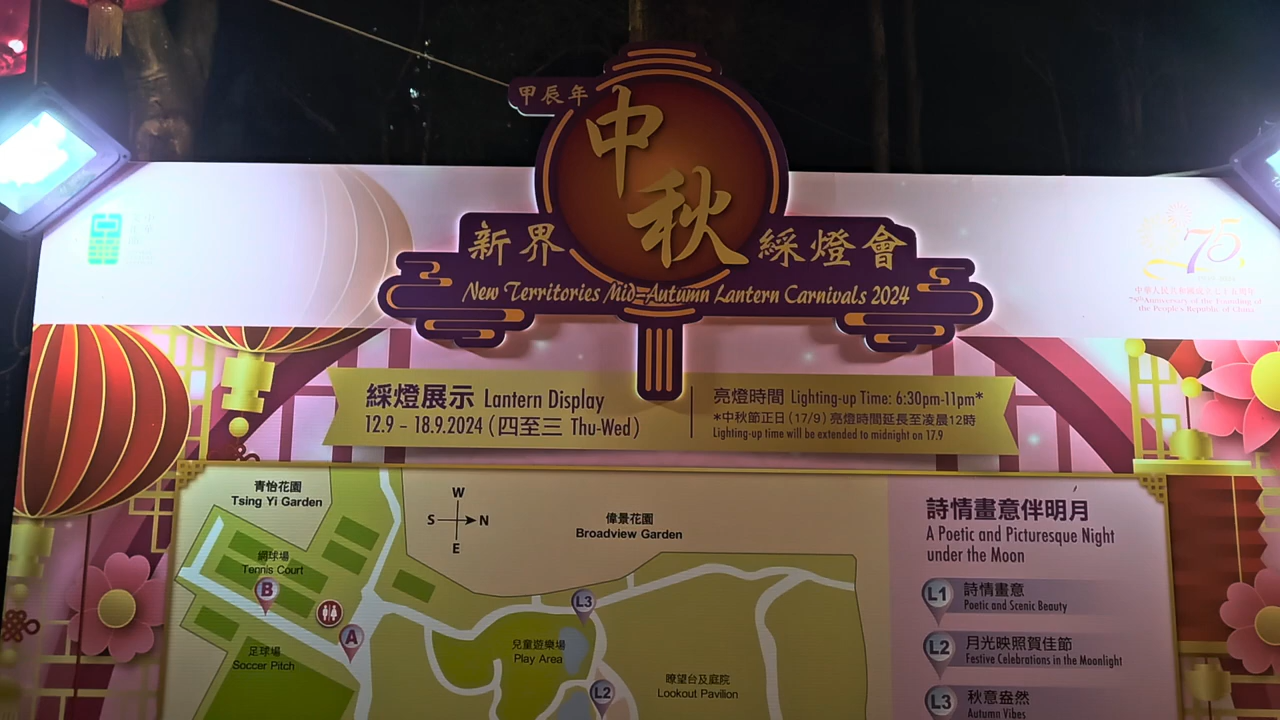 甲辰年
中秋
新界 綵燈會
New Territories Mid-Autumn Lantern Carnivals 2024
75
中華人民共和國成立七十五周年
75th Anniversary of the Founding of
the People's Republic of China
綵燈展示 Lantern Display
12.9 – 18.9.2024 (四至三 Thu-Wed)
亮燈時間 Lighting-up Time: 6:30pm-11pm*
*中秋節正日 (17/9) 亮燈時間延長至凌晨12時
Lighting-up time will be extended to midnight on 17.9
青怡花園
Tsing Yi Garden
W
S N
E
偉景花園
Broadview Garden
網球場
Tennis Court
B
A
足球場
Soccer Pitch
L3
兒童遊樂場
Play Area
L2
瞭望台及庭院
Lookout Pavilion
詩情畫意伴明月
A Poetic and Picturesque Night
under the Moon
L1 詩情畫意
Poetic and Scenic Beauty
L2 月光映照賀佳節
Festive Celebrations in the Moonlight
L3 秋意盎然
Autumn Vibes